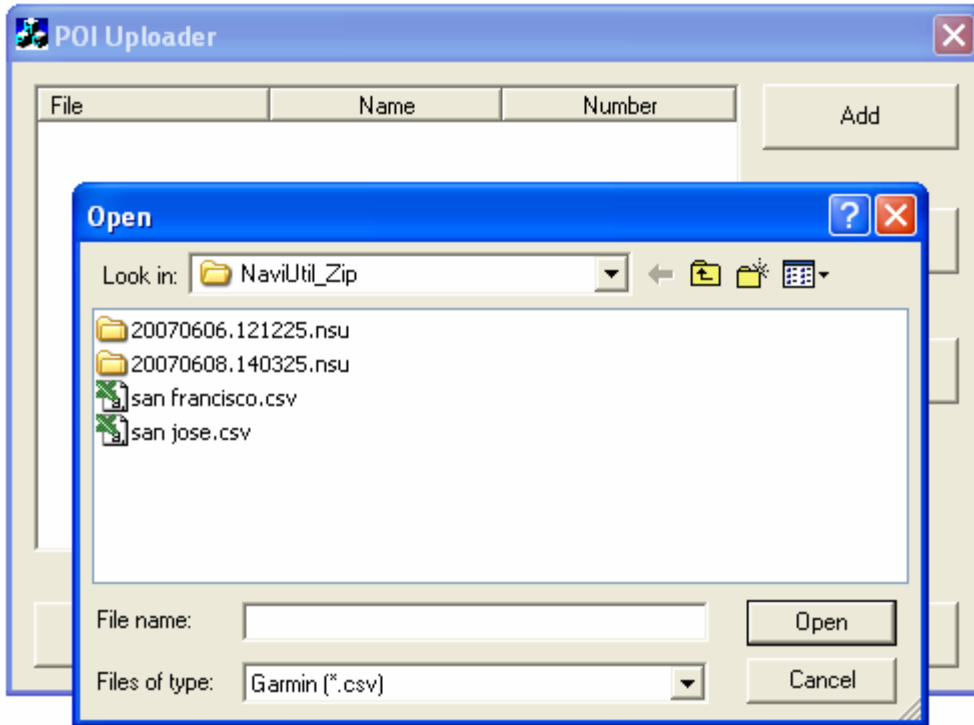 POI Uploader
File Name Number
Add
Open
Look in: NaviUtil_Zip
20070606.121225.nsu
20070608.140325.nsu
san francisco.csv
san jose.csv
File name: Open
Files of type: Garmin (*.csv) Cancel